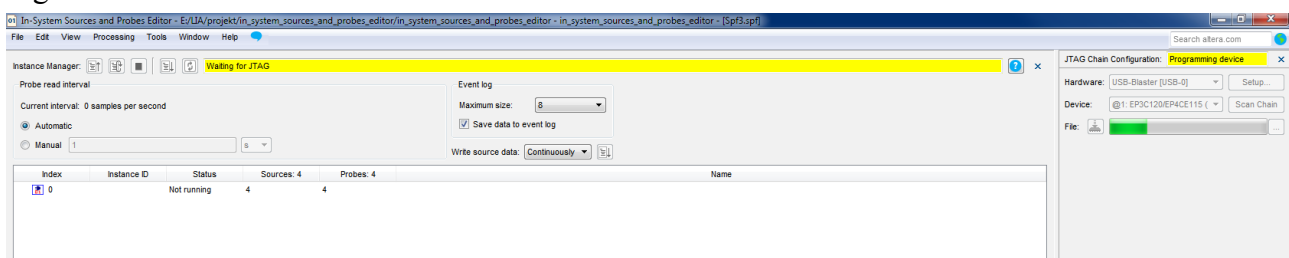 In-System Sources and Probes Editor - E:/LIA/projekt/in_system_sources_and_probes_editor/in_system_sources_and_probes_editor - in_system_sources_and_probes_editor - [Spf3.spf]
File Edit View Processing Tools Window Help
Search altera.com
Instance Manager: Waiting for JTAG
Probe read interval
Current interval: 0 samples per second
Automatic
Manual 1 s
Event log
Maximum size: 8
Save data to event log
Write source data: Continuously
Index Instance ID Status Sources: 4 Probes: 4 Name
0 Not running 4 4
JTAG Chain Configuration: Programming device
Hardware: USB-Blaster [USB-0] Setup...
Device: @1: EP3C120/EP4CE115 ( Scan Chain
File: ...